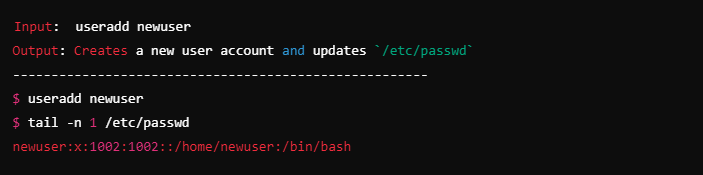 Input:  useradd newuser
Output: Creates a new user account and updates `/etc/passwd`
------------------------------------------------------
$ useradd newuser
$ tail -n 1 /etc/passwd
newuser:x:1002:1002::/home/newuser:/bin/bash